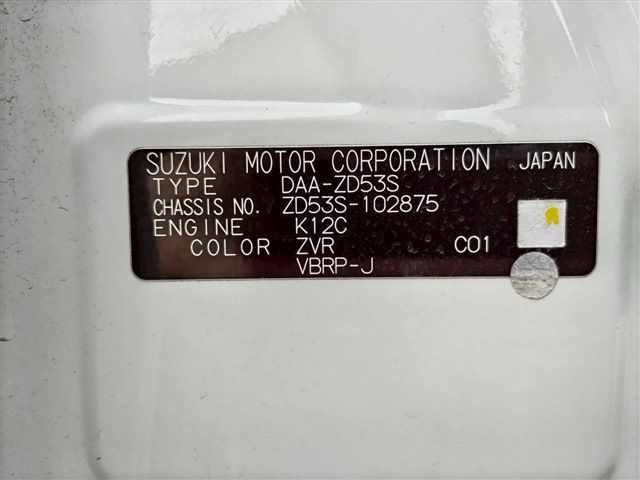 SUZUKI MOTOR CORPORATION JAPAN
TYPE DAA-ZD53S
CHASSIS NO. ZD53S-102875
ENGINE K12C
COLOR ZVR C01
VBRP-J